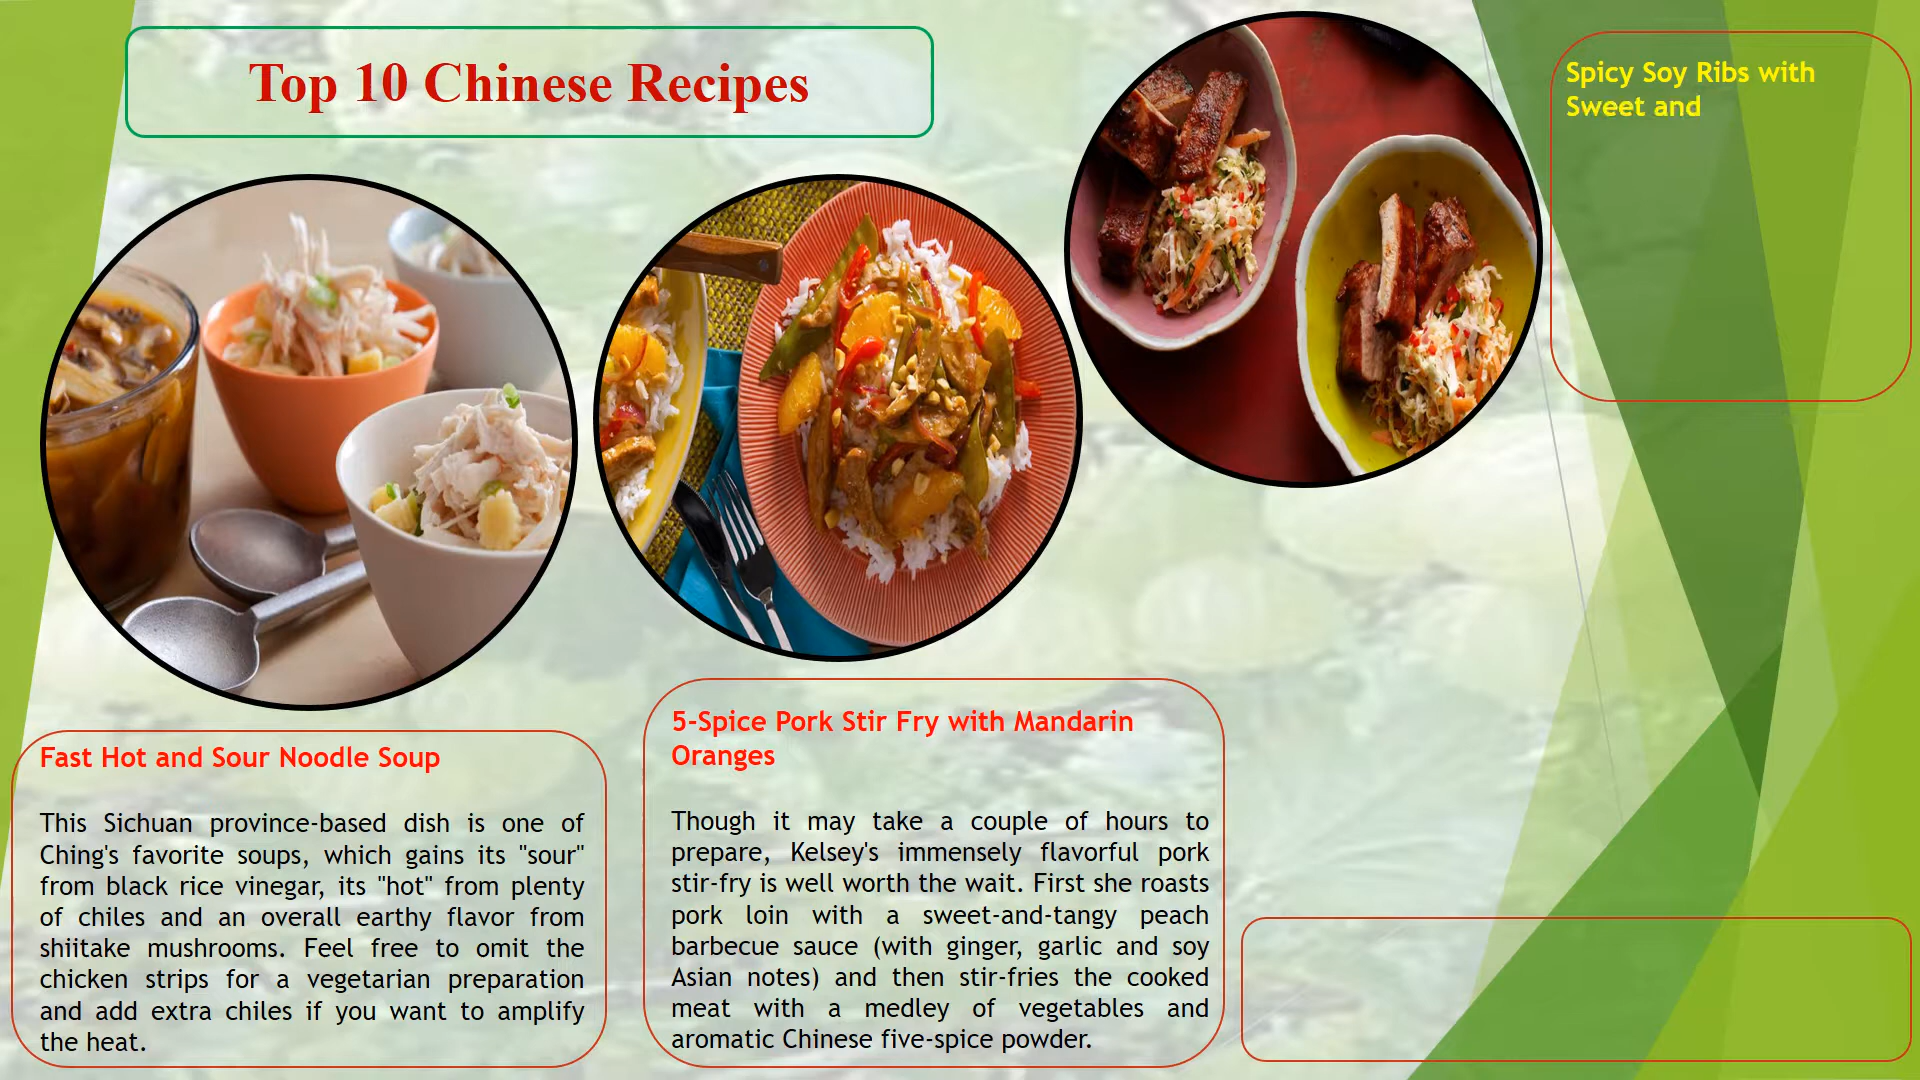 Top 10 Chinese Recipes
Spicy Soy Ribs with
Sweet and
Fast Hot and Sour Noodle Soup
This Sichuan province-based dish is one of
Ching's favorite soups, which gains its "sour"
from black rice vinegar, its "hot" from plenty
of chiles and an overall earthy flavor from
shiitake mushrooms. Feel free to omit the
chicken strips for a vegetarian preparation
and add extra chiles if you want to amplify
the heat.
5-Spice Pork Stir Fry with Mandarin
Oranges
Though it may take a couple of hours to
prepare, Kelsey's immensely flavorful pork
stir-fry is well worth the wait. First she roasts
pork loin with a sweet-and-tangy peach
barbecue sauce (with ginger, garlic and soy
Asian notes) and then stir-fries the cooked
meat with a medley of vegetables and
aromatic Chinese five-spice powder.